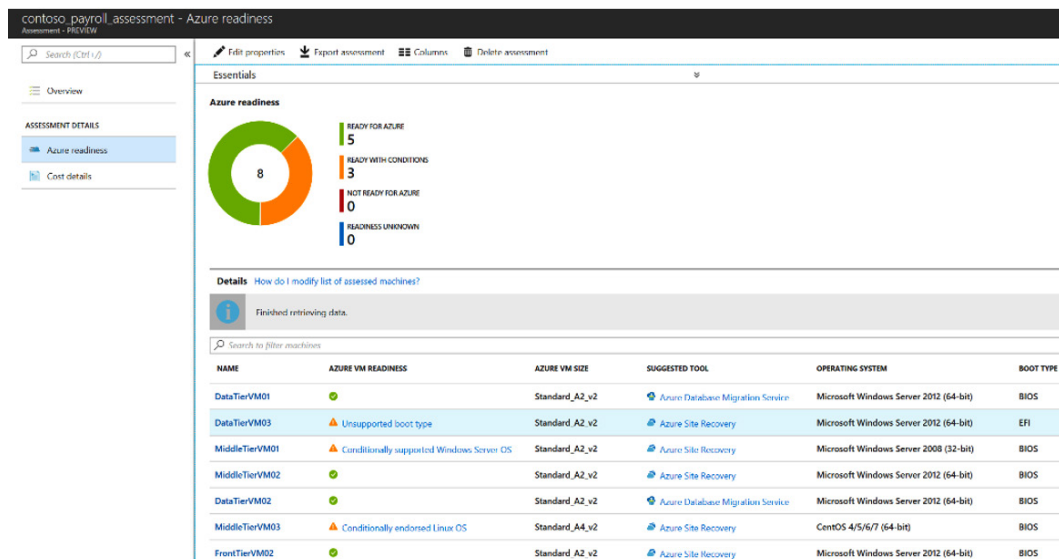 contoso_payroll_assessment - Azure readiness
Assessment - PREVIEW
Search (Ctrl+/)
«
Overview
ASSESSMENT DETAILS
Azure readiness
Cost details
Edit properties Export assessment Columns Delete assessment
Essentials
Azure readiness
8
READY FOR AZURE
5
READY WITH CONDITIONS
3
NOT READY FOR AZURE
0
READINESS UNKNOWN
0
Details How do I modify list of assessed machines?
Finished retrieving data.
Search to filter machines
NAME AZURE VM READINESS AZURE VM SIZE SUGGESTED TOOL OPERATING SYSTEM BOOT TYPE
DataTierVM01 Standard_A2_v2 Azure Database Migration Service Microsoft Windows Server 2012 (64-bit) BIOS
DataTierVM03 Unsupported boot type Standard_A2_v2 Azure Site Recovery Microsoft Windows Server 2012 (64-bit) EFI
MiddleTierVM01 Conditionally supported Windows Server OS Standard_A2_v2 Azure Site Recovery Microsoft Windows Server 2008 (32-bit) BIOS
MiddleTierVM02 Standard_A2_v2 Azure Site Recovery Microsoft Windows Server 2012 (64-bit) BIOS
DataTierVM02 Standard_A2_v2 Azure Database Migration Service Microsoft Windows Server 2012 (64-bit) BIOS
MiddleTierVM03 Conditionally endorsed Linux OS Standard_A4_v2 Azure Site Recovery CentOS 4/5/6/7 (64-bit) BIOS
FrontTierVM02 Standard_A2_v2 Azure Site Recovery Microsoft Windows Server 2012 (64-bit) BIOS